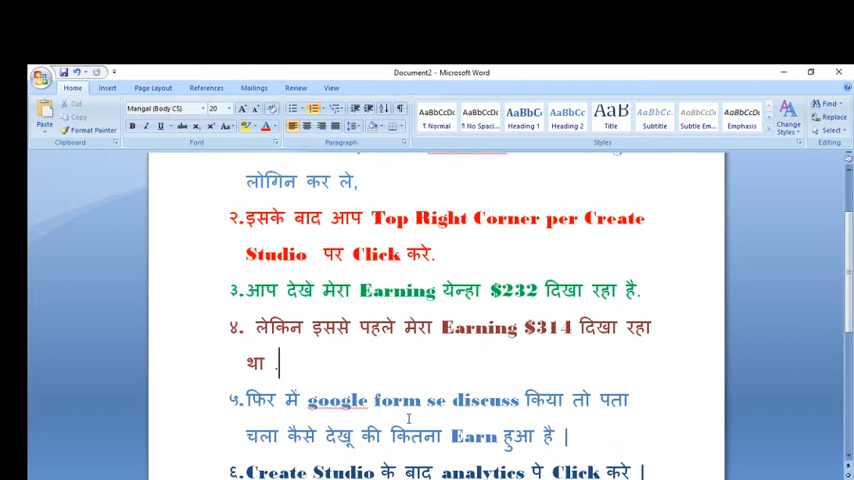 Document2 - Microsoft Word
Home Insert Page Layout References Mailings Review View
Paste
Cut
Copy
Format Painter
Clipboard
Mangal (Body CS) 20
Font
Paragraph
AaBbCcDc AaBbCcDc AaBbC AaBbCc AaB AaBbCc. AaBbCcD AaBbCcDc
¶ Normal ¶ No Spaci... Heading 1 Heading 2 Title Subtitle Subtle Em... Emphasis
Change Styles
Styles
Find
Replace
Select
Editing
लोगिन कर ले,
२.इसके बाद आप Top Right Corner per Create
Studio पर Click करे.
३.आप देखे मेरा Earning येन्हा $232 दिखा रहा है.
४. लेकिन इससे पहले मेरा Earning $314 दिखा रहा
था .
५.फिर में google form se discuss किया तो पता
चला कैसे देखू की कितना Earn हुआ है |
६.Create Studio के बाद analytics पे Click करे |